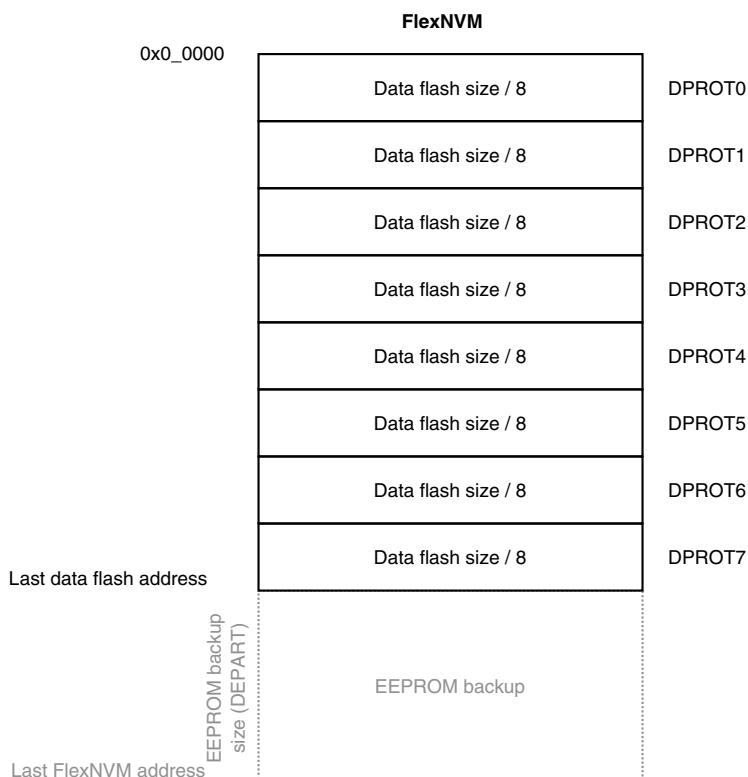 FlexNVM
0x0_0000
Data flash size / 8 DPROT0
Data flash size / 8 DPROT1
Data flash size / 8 DPROT2
Data flash size / 8 DPROT3
Data flash size / 8 DPROT4
Data flash size / 8 DPROT5
Data flash size / 8 DPROT6
Data flash size / 8 DPROT7
Last data flash address
EEPROM backup
size (DEPART)
EEPROM backup
Last FlexNVM address